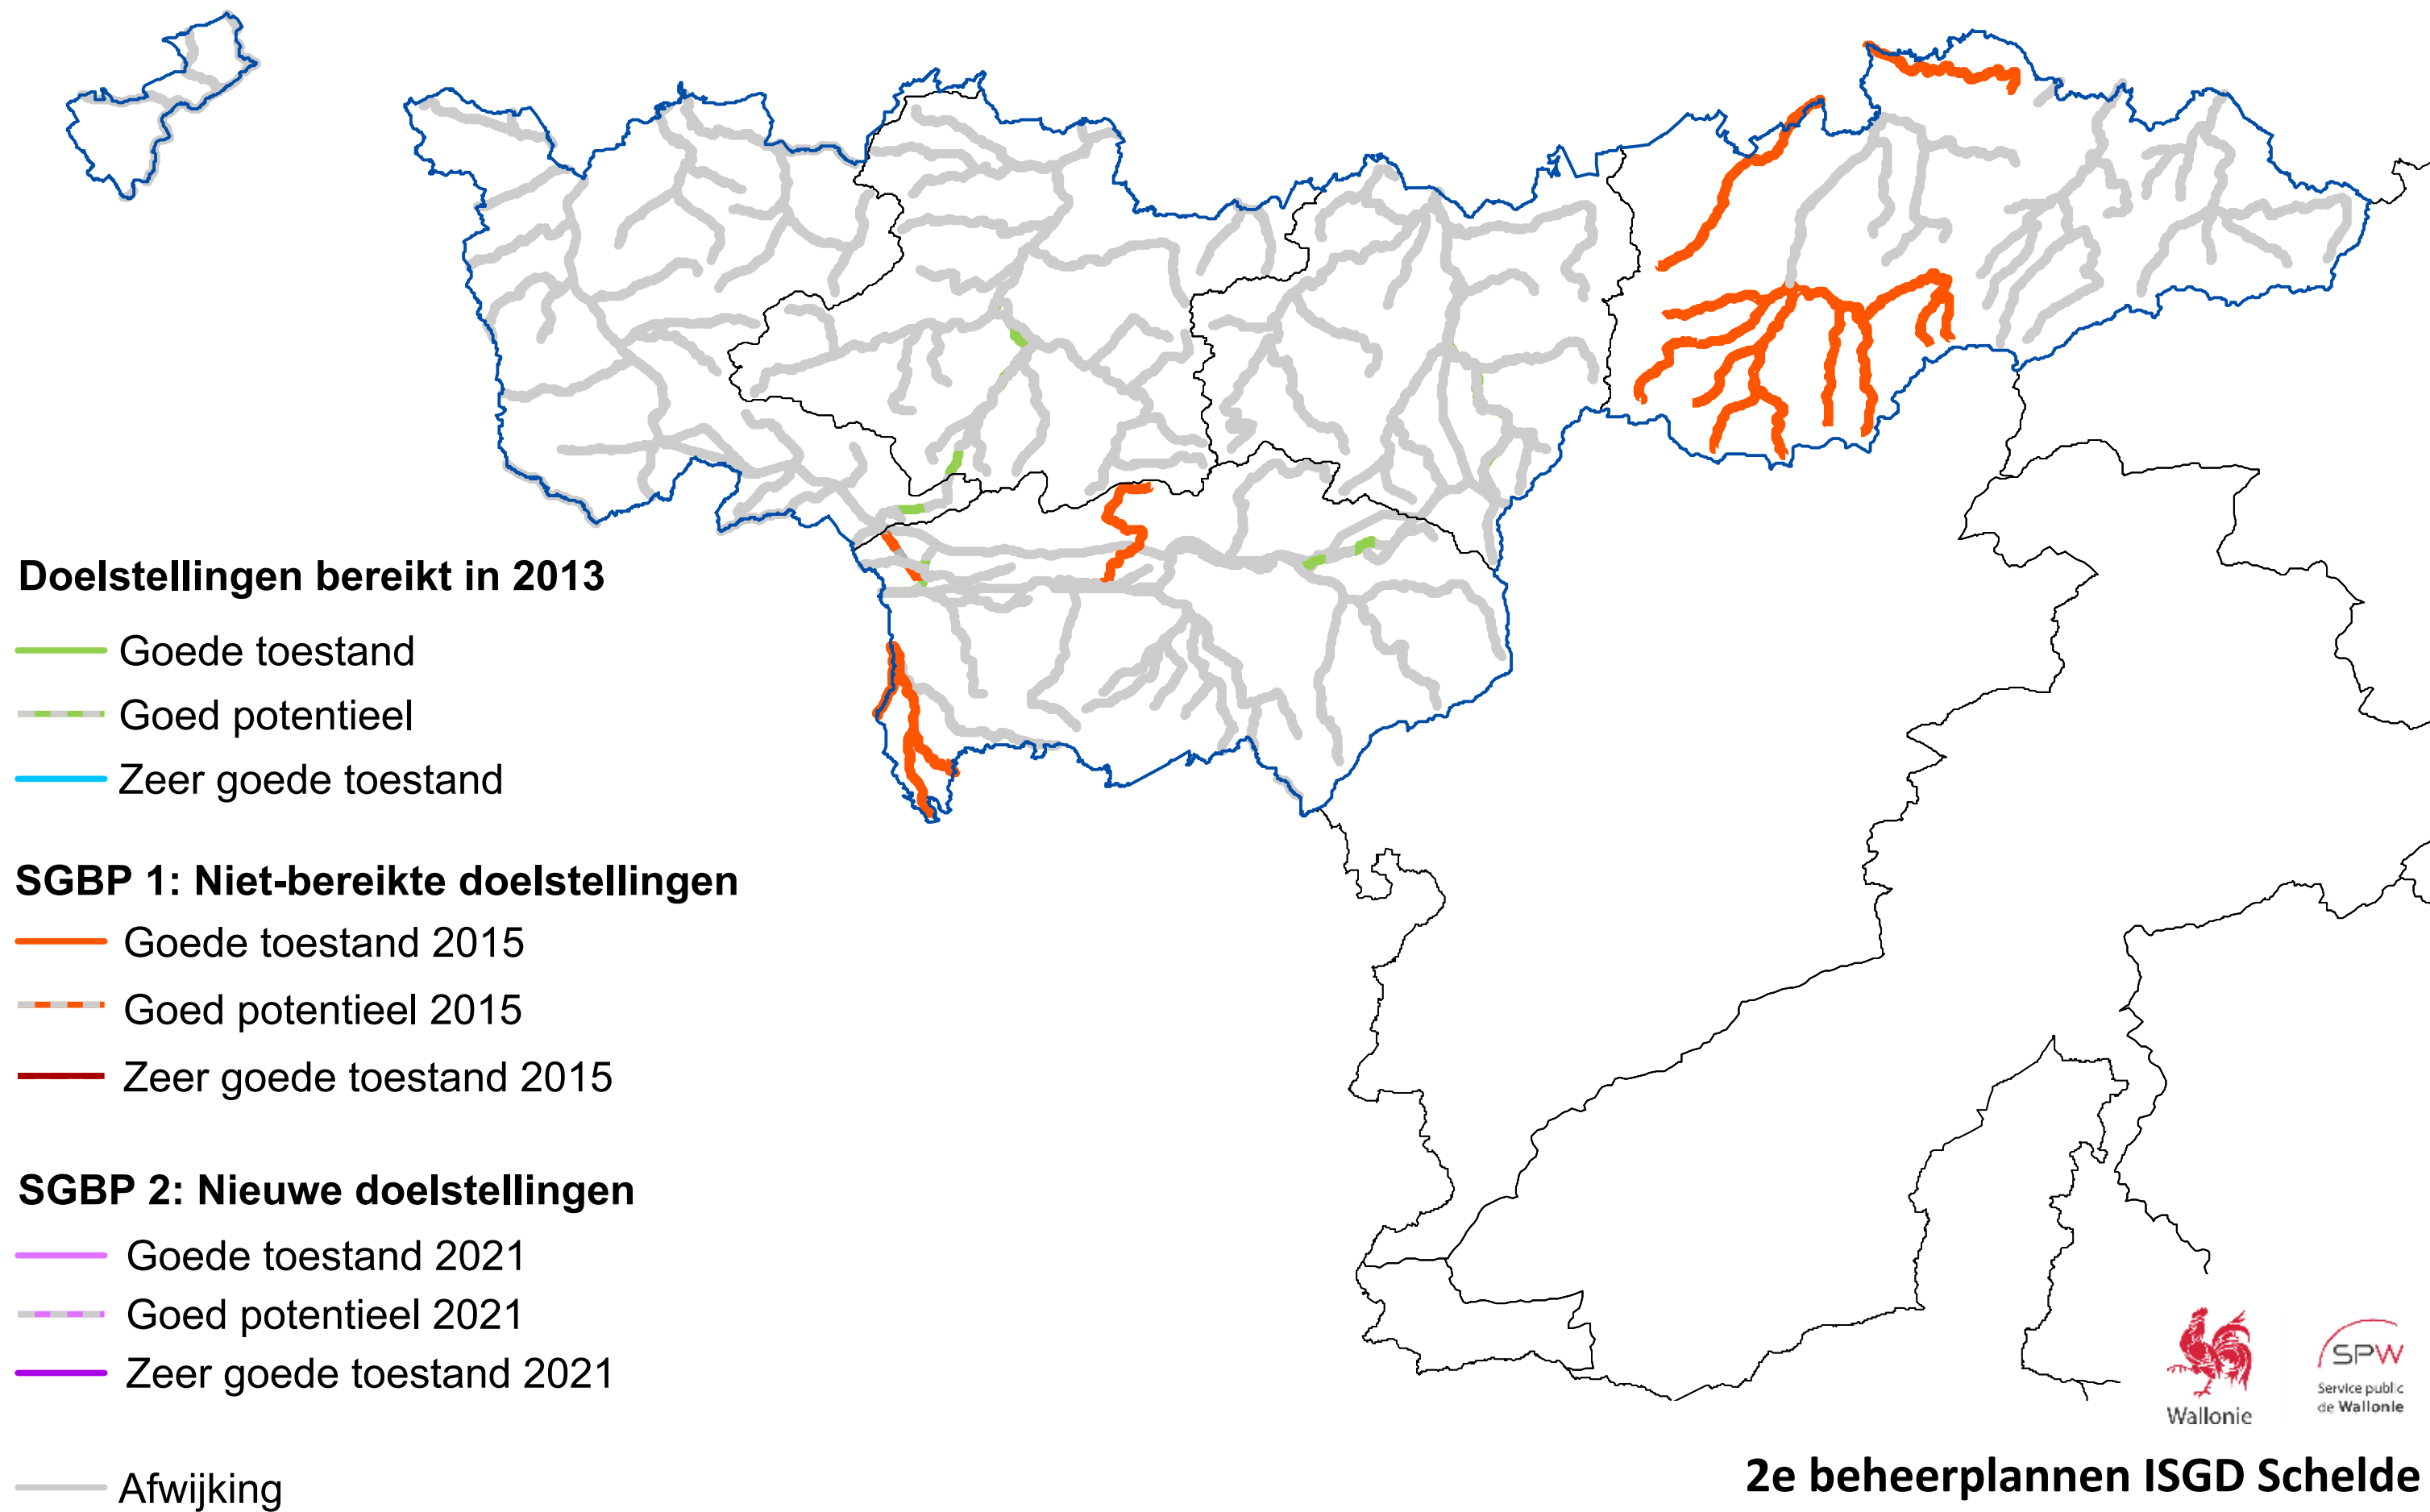 Doelstellingen bereikt in 2013
Goede toestand
Goed potentieel
Zeer goede toestand
SGBP 1: Niet-bereikte doelstellingen
Goede toestand 2015
Goed potentieel 2015
Zeer goede toestand 2015
SGBP 2: Nieuwe doelstellingen
Goede toestand 2021
Goed potentieel 2021
Zeer goede toestand 2021
Afwijking
Wallonie
SPW
Service public
de Wallonie
2e beheerplannen ISGD Schelde